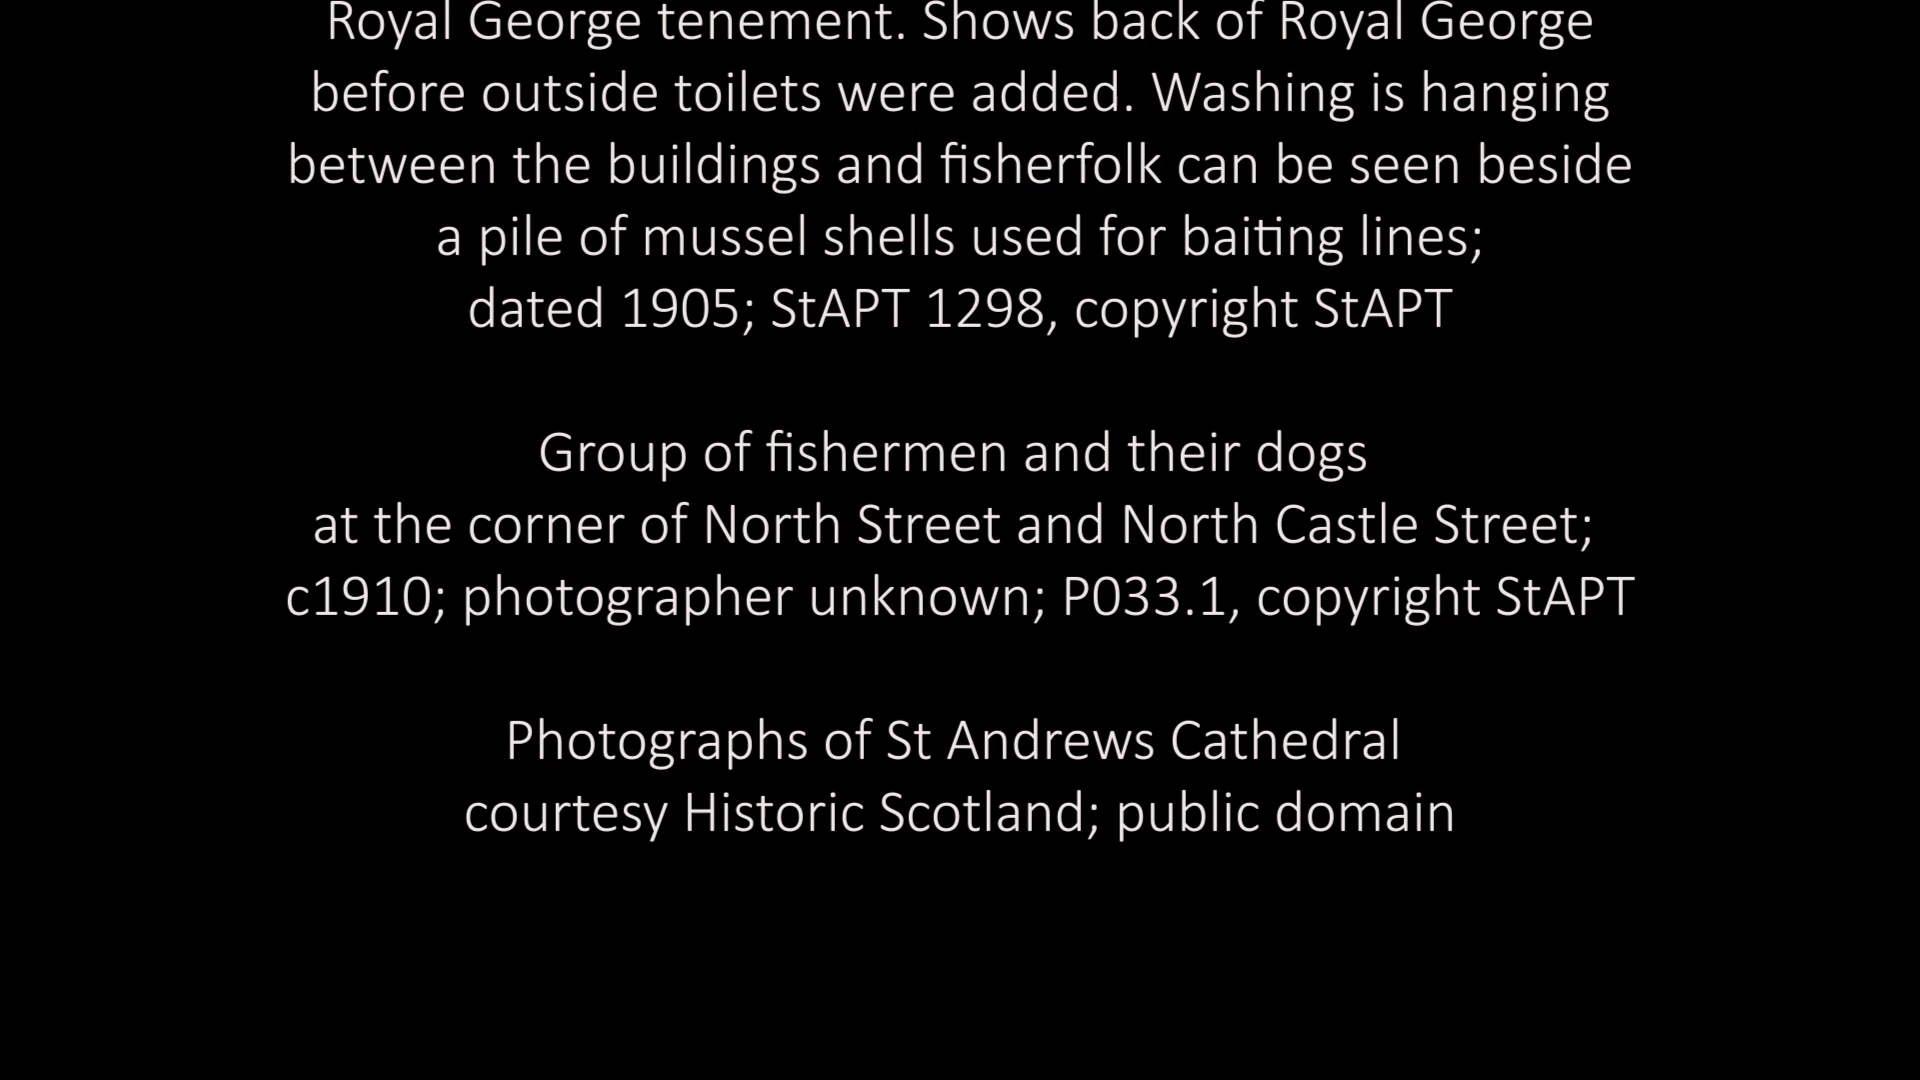 Royal George tenement. Shows back of Royal George
before outside toilets were added. Washing is hanging
between the buildings and fisherfolk can be seen beside
a pile of mussel shells used for baiting lines;
dated 1905; StAPT 1298, copyright StAPT
Group of fishermen and their dogs
at the corner of North Street and North Castle Street;
c1910; photographer unknown; P033.1, copyright StAPT
Photographs of St Andrews Cathedral
courtesy Historic Scotland; public domain